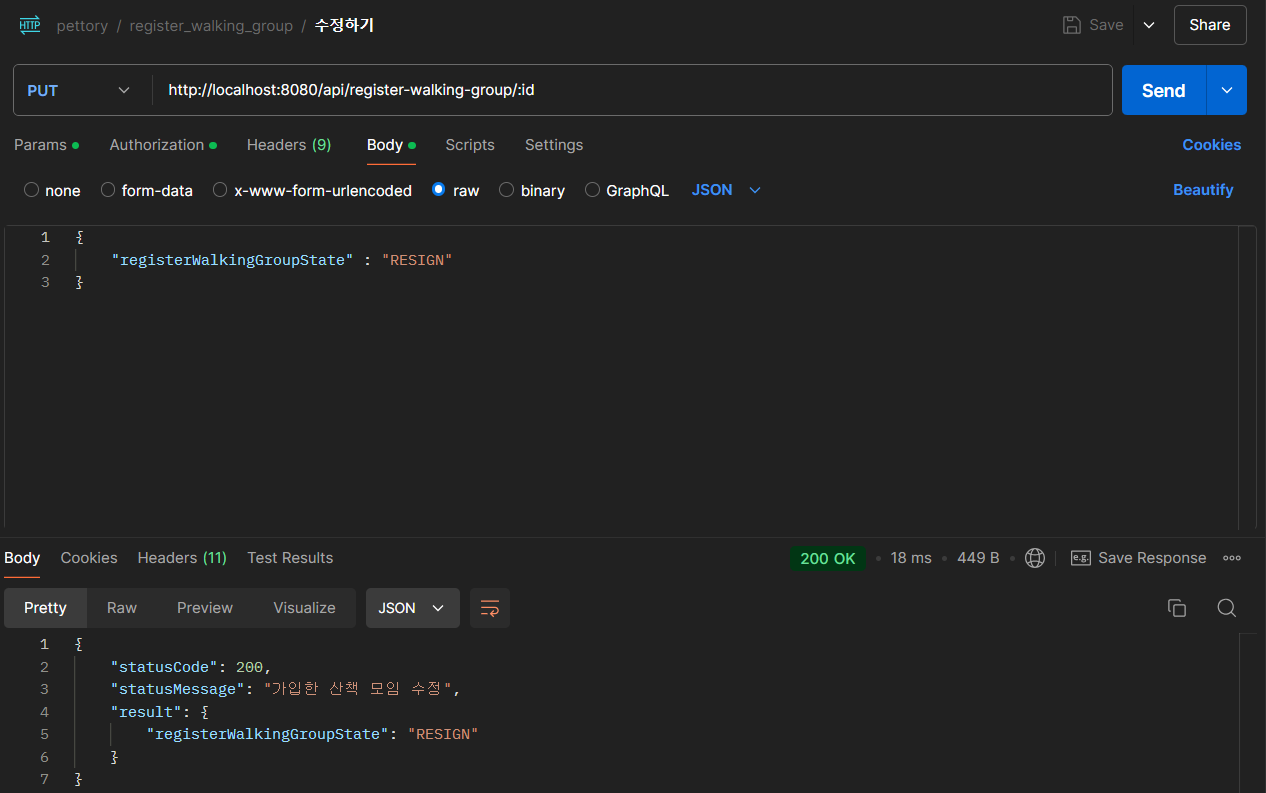 HTTP pettory / register_walking_group / 수정하기 Save Share
PUT http://localhost:8080/api/register-walking-group/:id Send
Params Authorization Headers (9) Body Scripts Settings Cookies
none form-data x-www-form-urlencoded raw binary GraphQL JSON Beautify
1 {
2 "registerWalkingGroupState" : "RESIGN"
3 }
Body Cookies Headers (11) Test Results 200 OK 18 ms 449 B e.g. Save Response
Pretty Raw Preview Visualize JSON
1 {
2 "statusCode": 200,
3 "statusMessage": "가입한 산책 모임 수정",
4 "result": {
5 "registerWalkingGroupState": "RESIGN"
6 }
7 }